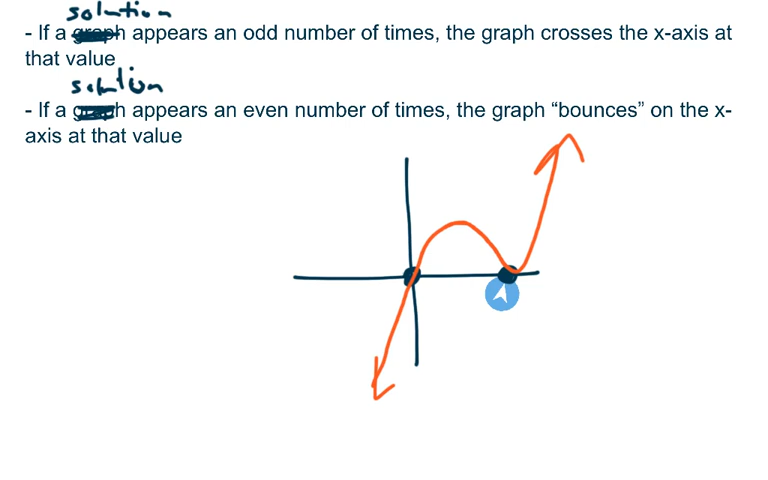 solution
- If a graph appears an odd number of times, the graph crosses the x-axis at
that value
solution
- If a graph appears an even number of times, the graph “bounces” on the x-
axis at that value